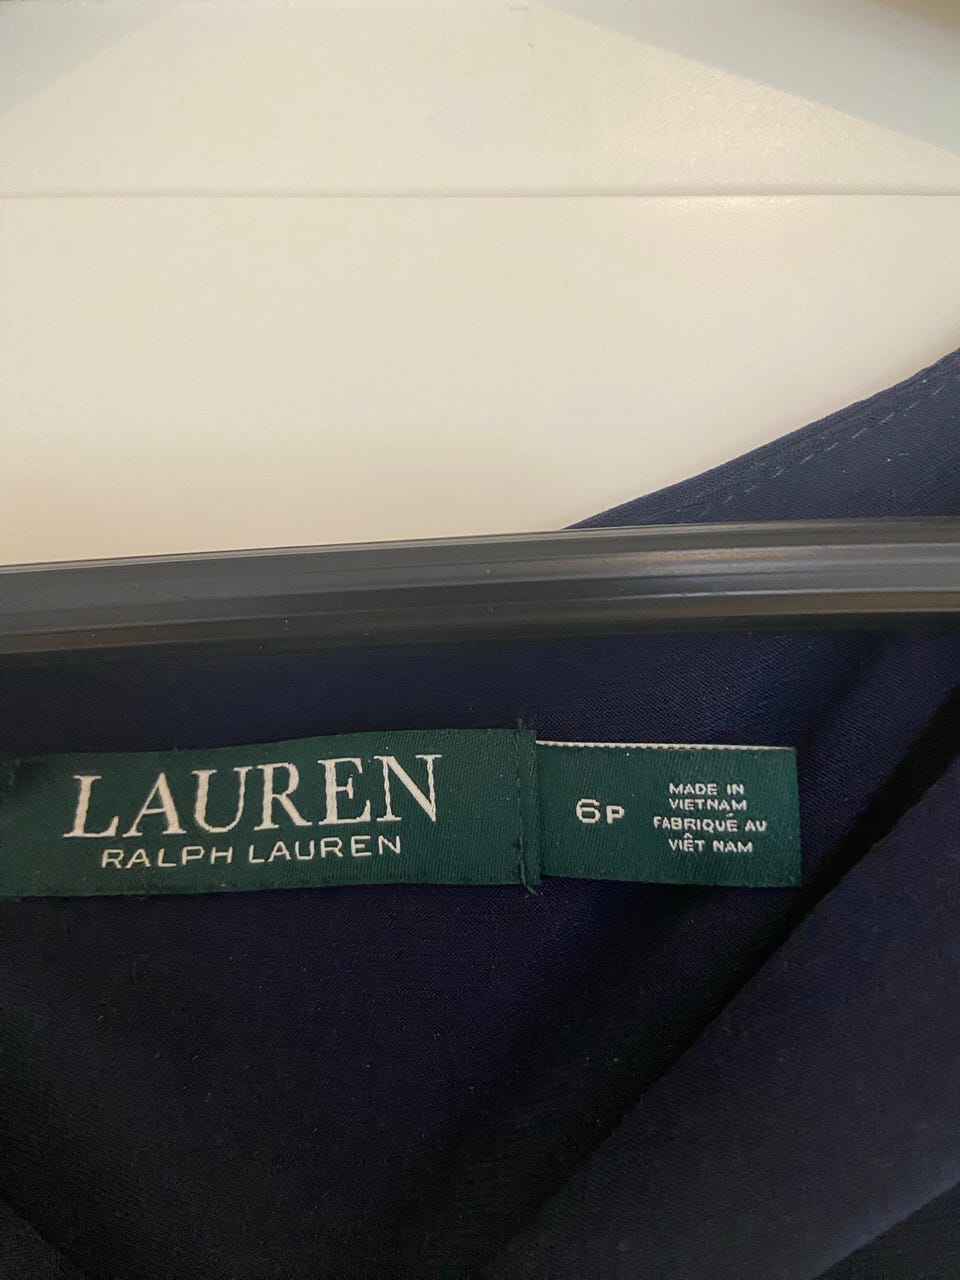 LAUREN
RALPH LAUREN
6P
MADE IN
VIETNAM
FABRIQUÉ AU
VIÊT NAM